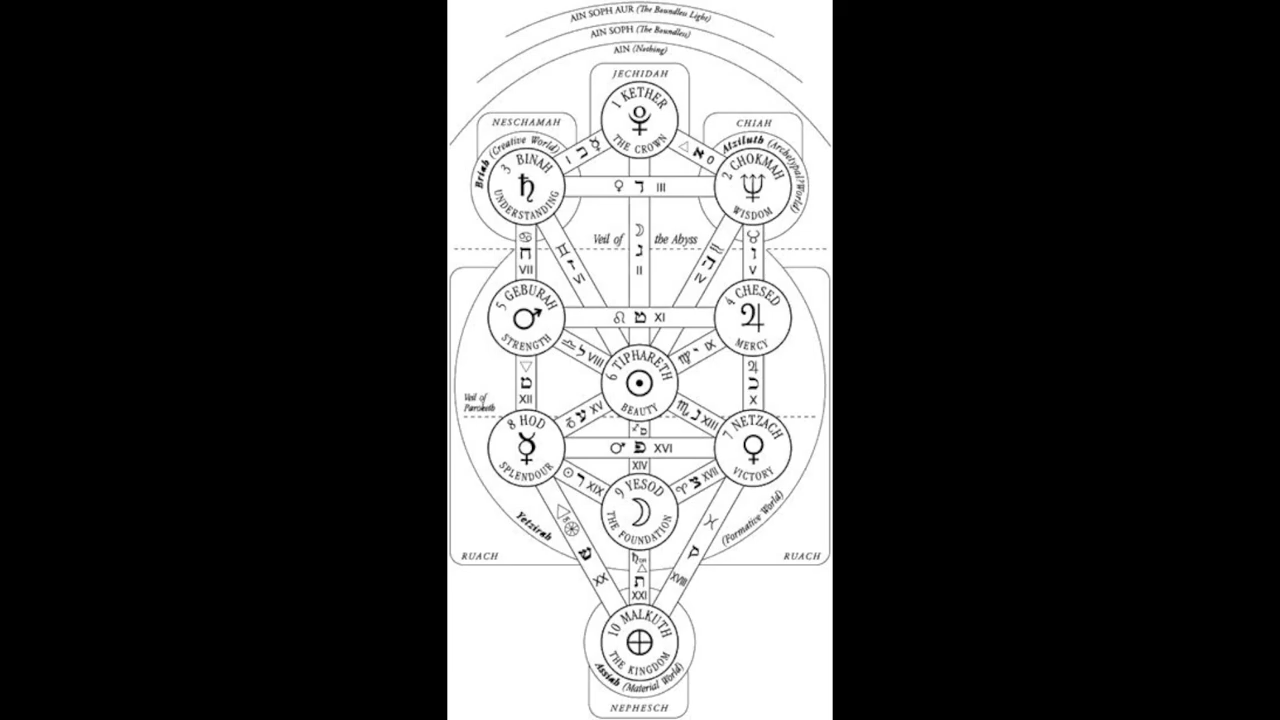 AIN SOPH AUR (The Boundless Light)
AIN SOPH (The Boundless)
AIN (Nothing)
JECHIDAH
1 KETHER
THE CROWN
NESCHAMAH
CHIAH
Briah (Creative World)
Atziluth (Archetypal World)
3 BINAH
UNDERSTANDING
2 CHOKMAH
WISDOM
I ב
א 0
ד III
Veil of the Abyss
ג
II
ח
VII
ז VI
ה IV
ו
V
5 GEBURAH
STRENGTH
4 CHESED
MERCY
XI
ל VIII
י IX
6 TIPHARETH
BEAUTY
XII
כ
X
Veil of
Paroketh
ע XV
נ XIII
8 HOD
SPLENDOUR
7 NETZACH
VICTORY
פ XVI
XIV
ר XIX
צ XVII
9 YESOD
THE FOUNDATION
Yetzirah
(Formative World)
RUACH
RUACH
ש
XX
ק
XVIII
ת
XXI
10 MALKUTH
THE KINGDOM
Assiah (Material World)
NEPHESCH